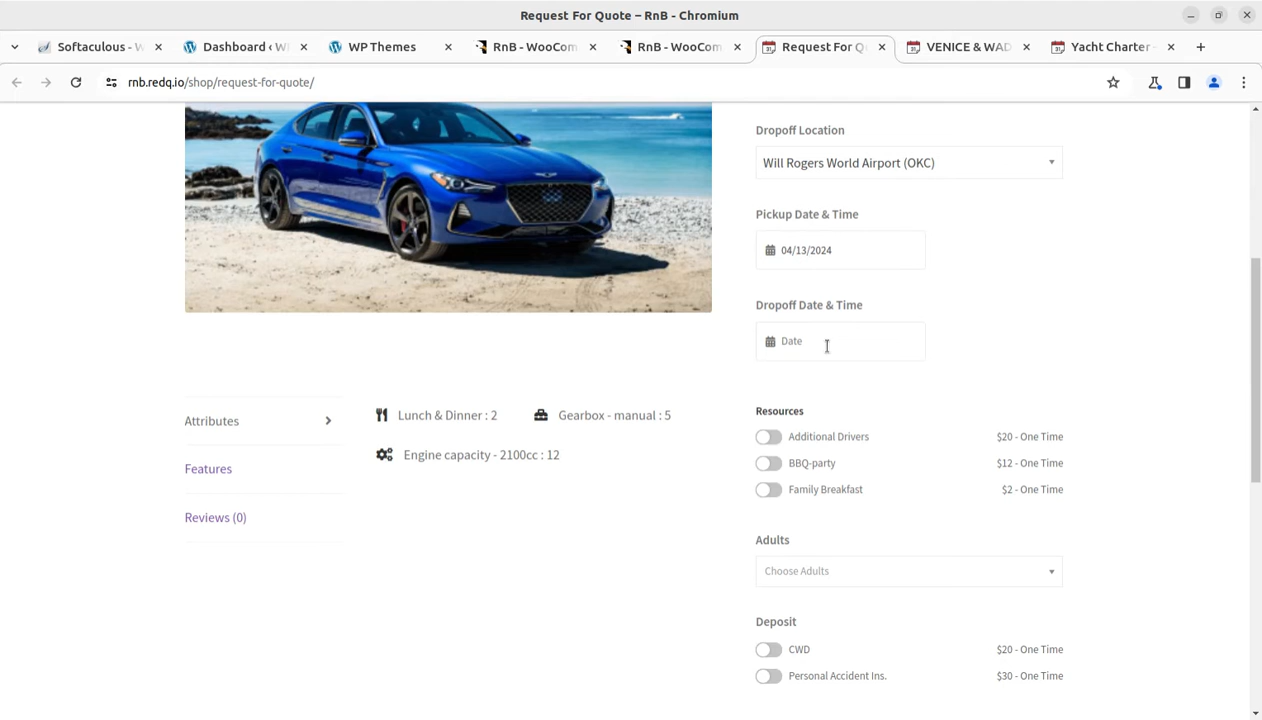 Request For Quote – RnB - Chromium
Softaculous - W
Dashboard ‹ W
WP Themes
RnB - WooCom
RnB - WooCom
Request For Q
VENICE & WAD
Yacht Charter -
rnb.redq.io/shop/request-for-quote/
Dropoff Location
Will Rogers World Airport (OKC)
Pickup Date & Time
04/13/2024
Dropoff Date & Time
Date
Attributes
Features
Reviews (0)
Lunch & Dinner : 2
Gearbox - manual : 5
Engine capacity - 2100cc : 12
Resources
Additional Drivers $20 - One Time
BBQ-party $12 - One Time
Family Breakfast $2 - One Time
Adults
Choose Adults
Deposit
CWD $20 - One Time
Personal Accident Ins. $30 - One Time